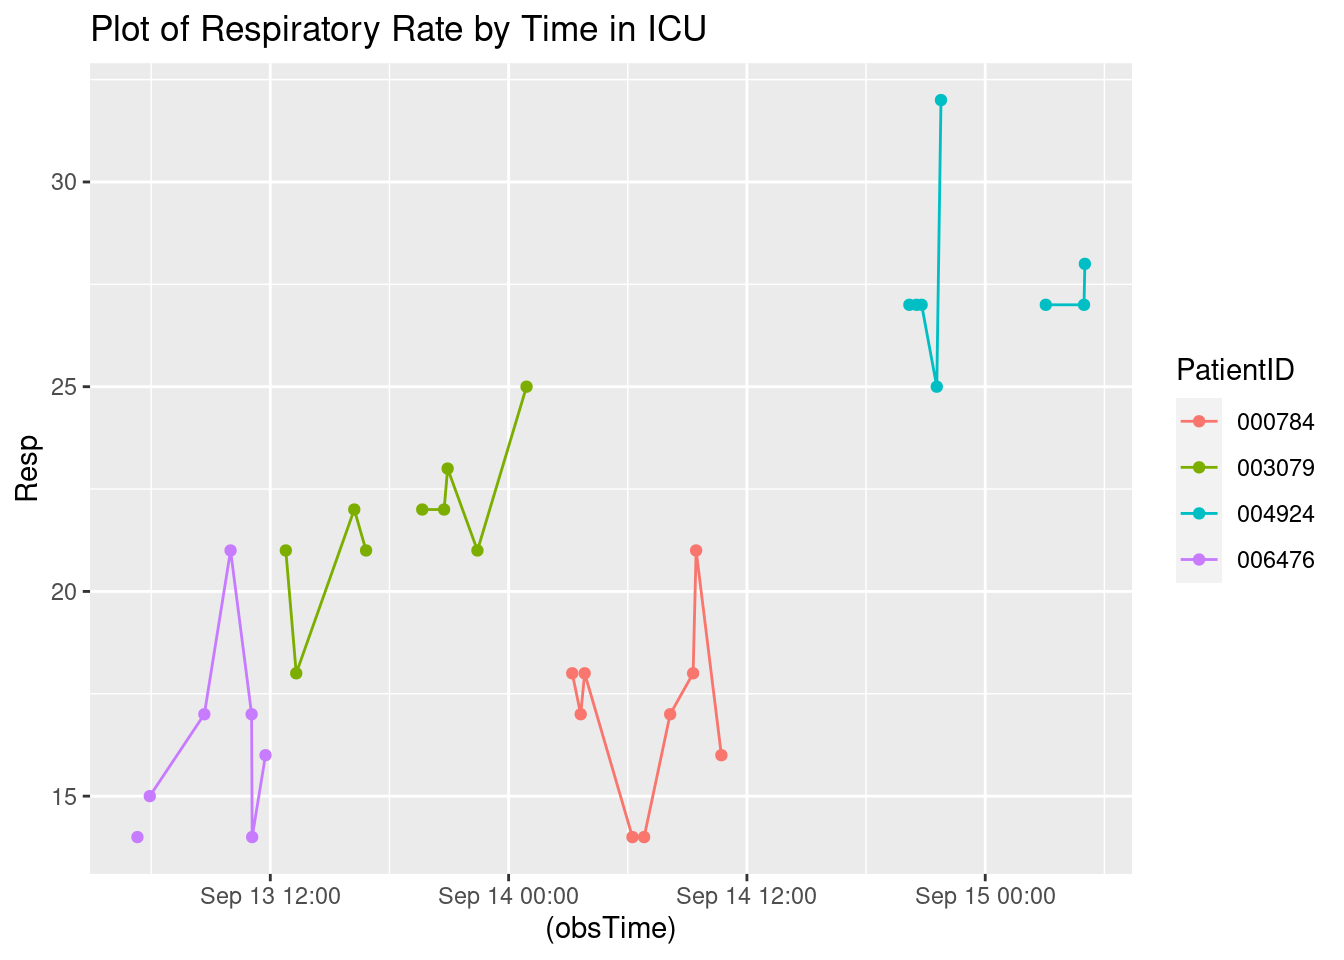 Plot of Respiratory Rate by Time in ICU
Resp
30
25
20
15
Sep 13 12:00
Sep 14 00:00
Sep 14 12:00
Sep 15 00:00
(obsTime)
PatientID
000784
003079
004924
006476